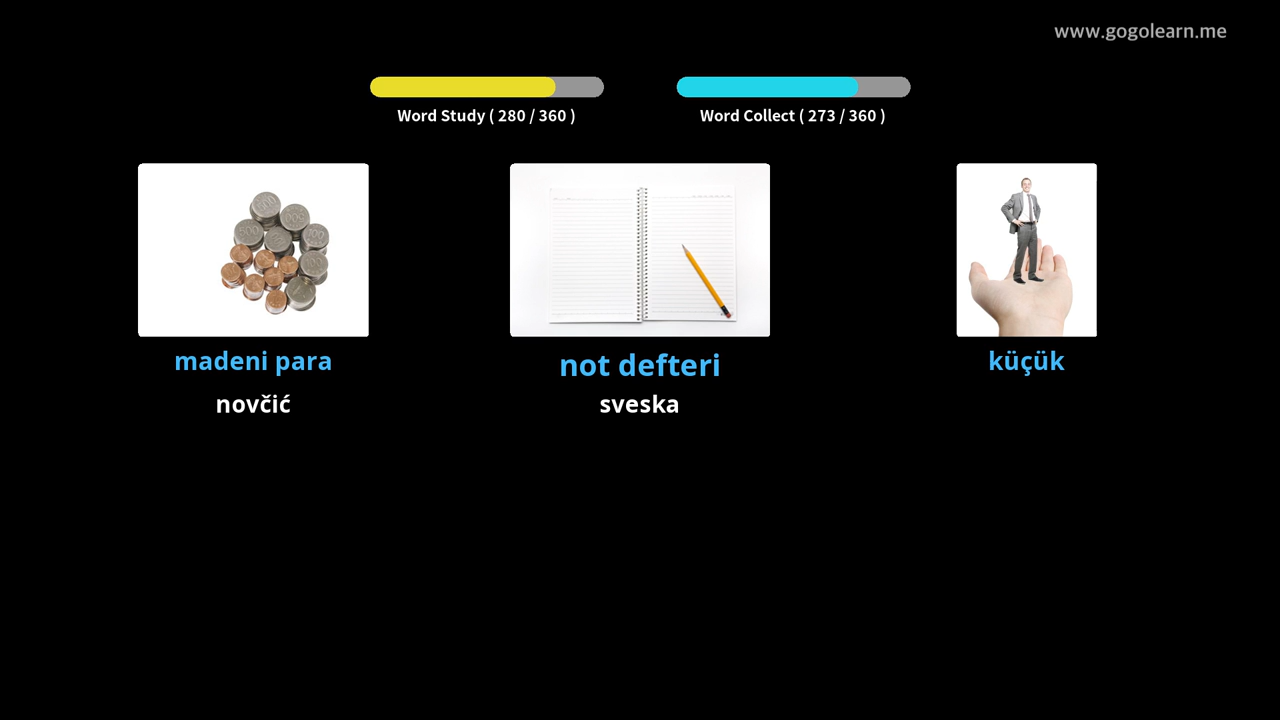 www.gogolearn.me
Word Study ( 280 / 360 )
Word Collect ( 273 / 360 )
madeni para
not defteri
küçük
novčić
sveska